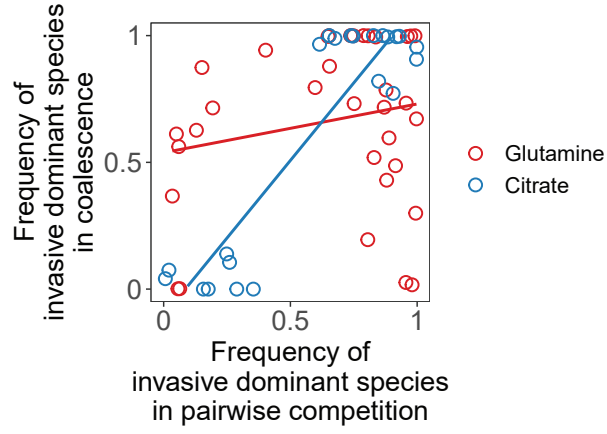 Frequency of
invasive dominant species
in coalescence
1
0.5
0
0
0.5
1
Frequency of
invasive dominant species
in pairwise competition
Glutamine
Citrate